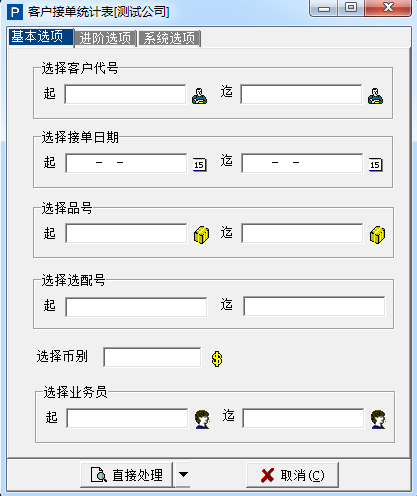 P 客户接单统计表[测试公司]
基本选项 进阶选项 系统选项
选择客户代号
起 迄
选择接单日期
起 - - 15 迄 - - 15
选择品号
起 迄
选择选配号
起 迄
选择币别 $
选择业务员
起 迄
直接处理 取消(C)